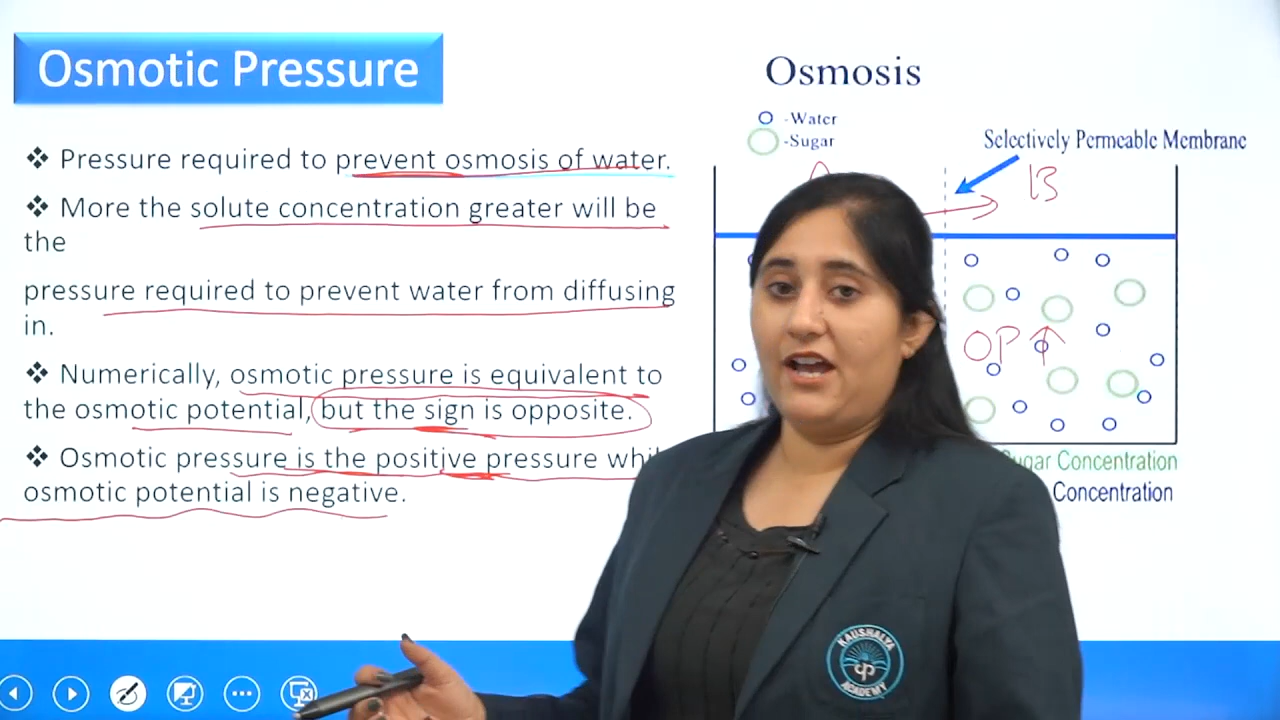 Osmotic Pressure
❖ Pressure required to prevent osmosis of water.
❖ More the solute concentration greater will be
the
pressure required to prevent water from diffusing
in.
❖ Numerically, osmotic pressure is equivalent to
the osmotic potential, but the sign is opposite.
❖ Osmotic pressure is the positive pressure
osmotic potential is negative.
Osmosis
-Water
-Sugar
Selectively Permeable Membrane
B
OP ↑
Sugar Concentration
Concentration
KAUSHALYA
ACADEMY